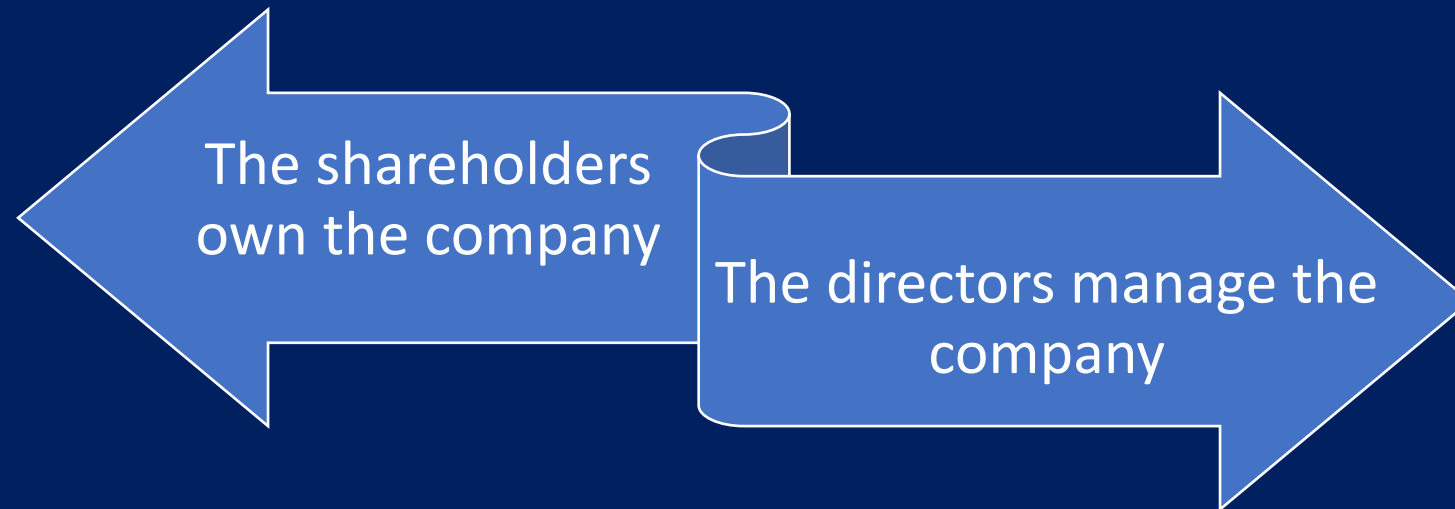 The shareholders
own the company
The directors manage the
company